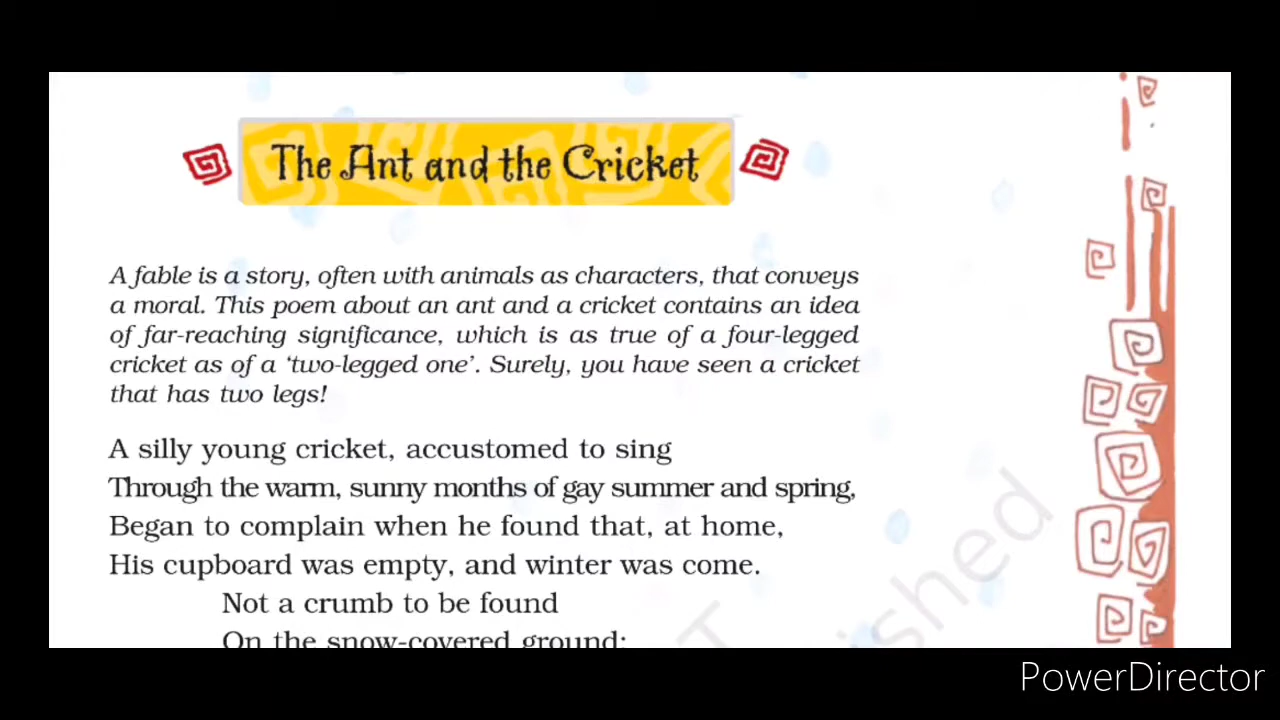 The Ant and the Cricket
A fable is a story, often with animals as characters, that conveys
a moral. This poem about an ant and a cricket contains an idea
of far-reaching significance, which is as true of a four-legged
cricket as of a ‘two-legged one’. Surely, you have seen a cricket
that has two legs!
A silly young cricket, accustomed to sing
Through the warm, sunny months of gay summer and spring,
Began to complain when he found that, at home,
His cupboard was empty, and winter was come.
Not a crumb to be found
On the snow-covered ground;
PowerDirector